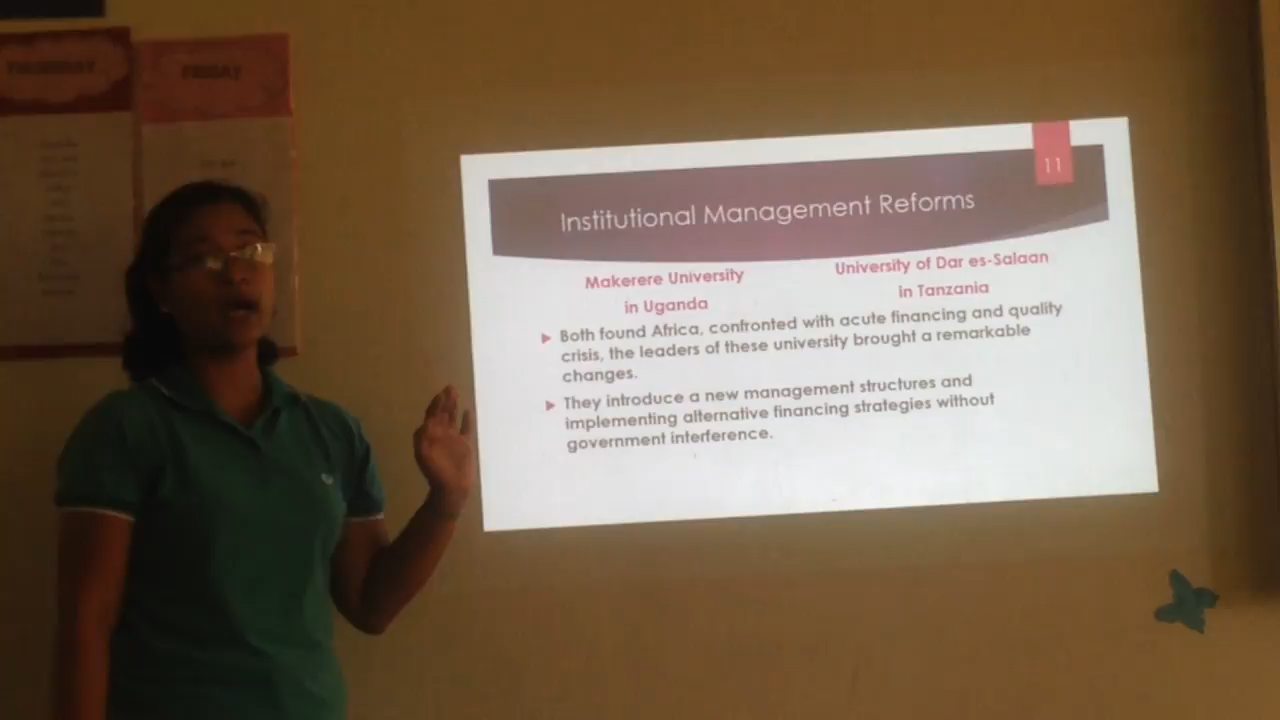 THURSDAY
FRIDAY
11
Institutional Management Reforms
Makerere University
in Uganda
University of Dar es-Salaan
in Tanzania
Both found Africa, confronted with acute financing and quality
crisis, the leaders of these university brought a remarkable
changes.
They introduce a new management structures and
implementing alternative financing strategies without
government interference.